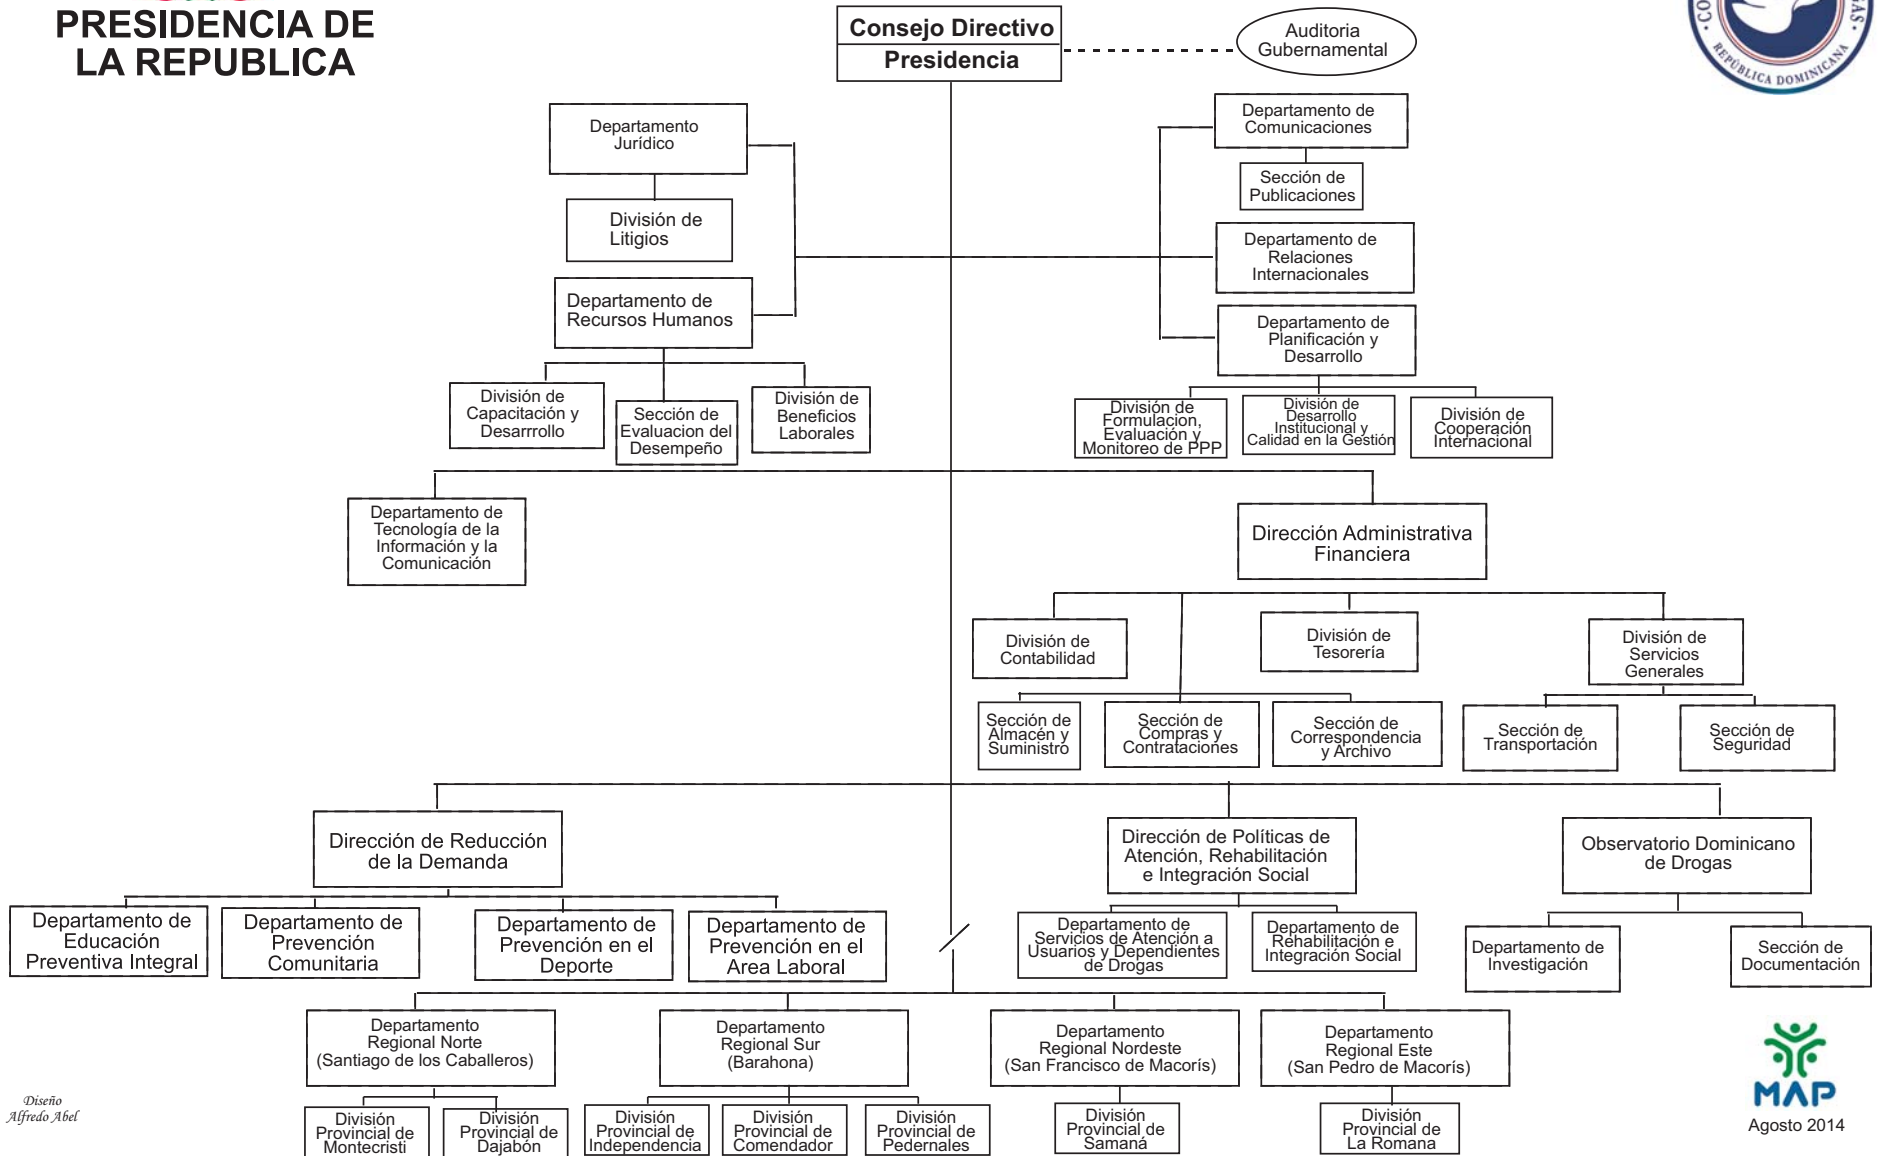 PRESIDENCIA DE
LA REPUBLICA
Consejo Directivo
Presidencia
Auditoria
Gubernamental
REPÚBLICA DOMINICANA
Departamento
Jurídico
División de
Litigios
Departamento de
Recursos Humanos
División de
Capacitación y
Desarrrollo
Sección de
Evaluacion del
Desempeño
División de
Beneficios
Laborales
Departamento de
Comunicaciones
Sección de
Publicaciones
Departamento de
Relaciones
Internacionales
Departamento de
Planificación y
Desarrollo
División de
Formulacion,
Evaluación y
Monitoreo de PPP
División de
Desarrollo
Institucional y
Calidad en la Gestión
División de
Cooperación
Internacional
Departamento de
Tecnología de la
Información y la
Comunicación
Dirección Administrativa
Financiera
División de
Contabilidad
División de
Tesorería
División de
Servicios
Generales
Sección de
Almacén y
Suministro
Sección de
Compras y
Contrataciones
Sección de
Correspondencia
y Archivo
Sección de
Transportación
Sección de
Seguridad
Dirección de Reducción
de la Demanda
Dirección de Políticas de
Atención, Rehabilitación
e Integración Social
Observatorio Dominicano
de Drogas
Departamento de
Educación
Preventiva Integral
Departamento de
Prevención
Comunitaria
Departamento de
Prevención en el
Deporte
Departamento de
Prevención en el
Area Laboral
Departamento de
Servicios de Atención a
Usuarios y Dependientes
de Drogas
Departamento de
Rehabilitación e
Integración Social
Departamento de
Investigación
Sección de
Documentación
Departamento
Regional Norte
(Santiago de los Caballeros)
Departamento
Regional Sur
(Barahona)
Departamento
Regional Nordeste
(San Francisco de Macorís)
Departamento
Regional Este
(San Pedro de Macorís)
División
Provincial de
Montecristi
División
Provincial de
Dajabón
División
Provincial de
Independencia
División
Provincial de
Comendador
División
Provincial de
Pedernales
División
Provincial de
Samaná
División
Provincial de
La Romana
Diseño
Alfredo Abel
MAP
Agosto 2014